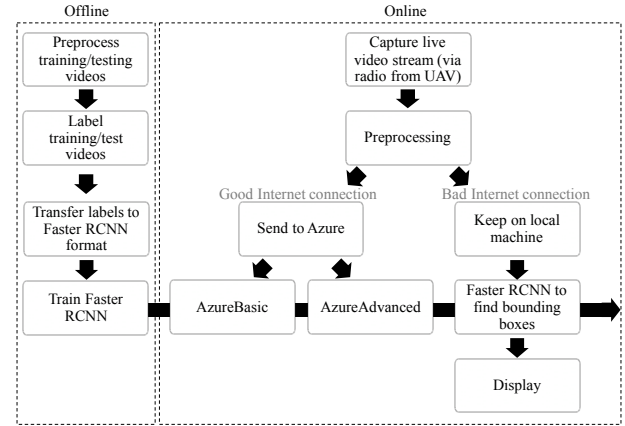 Offline
Preprocess
training/testing
videos
Label
training/test
videos
Transfer labels to
Faster RCNN
format
Train Faster
RCNN
Online
Capture live
video stream (via
radio from UAV)
Preprocessing
Good Internet connection
Bad Internet connection
Send to Azure
Keep on local
machine
AzureBasic
AzureAdvanced
Faster RCNN to
find bounding
boxes
Display